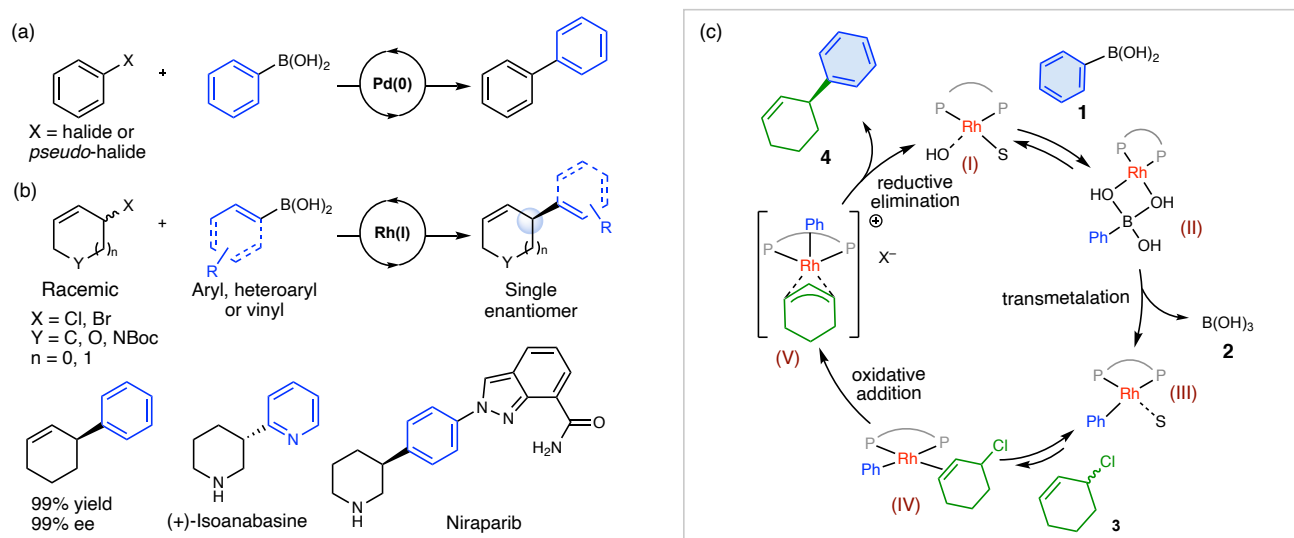 (a)
X
+
B(OH)₂
Pd(0)
X = halide or
pseudo-halide
(b)
X
( )n
Y
+
B(OH)₂
R
Rh(I)
R
( )n
Y
Racemic
Aryl, heteroaryl
or vinyl
Single
enantiomer
X = Cl, Br
Y = C, O, NBoc
n = 0, 1
99% yield
99% ee
N
N
H
(+)-Isoanabasine
N
N
O
H₂N
N
H
Niraparib
(c)
4
P P
Rh
HO S
(I)
B(OH)₂
1
reductive
elimination
P P
Rh
HO OH
B
Ph
OH
(II)
transmetalation
B(OH)₃
2
P P
Rh
Ph S
(III)
Cl
3
P P
Rh
Ph
Cl
(IV)
oxidative
addition
Ph
P P
Rh
⊕
X⁻
(V)